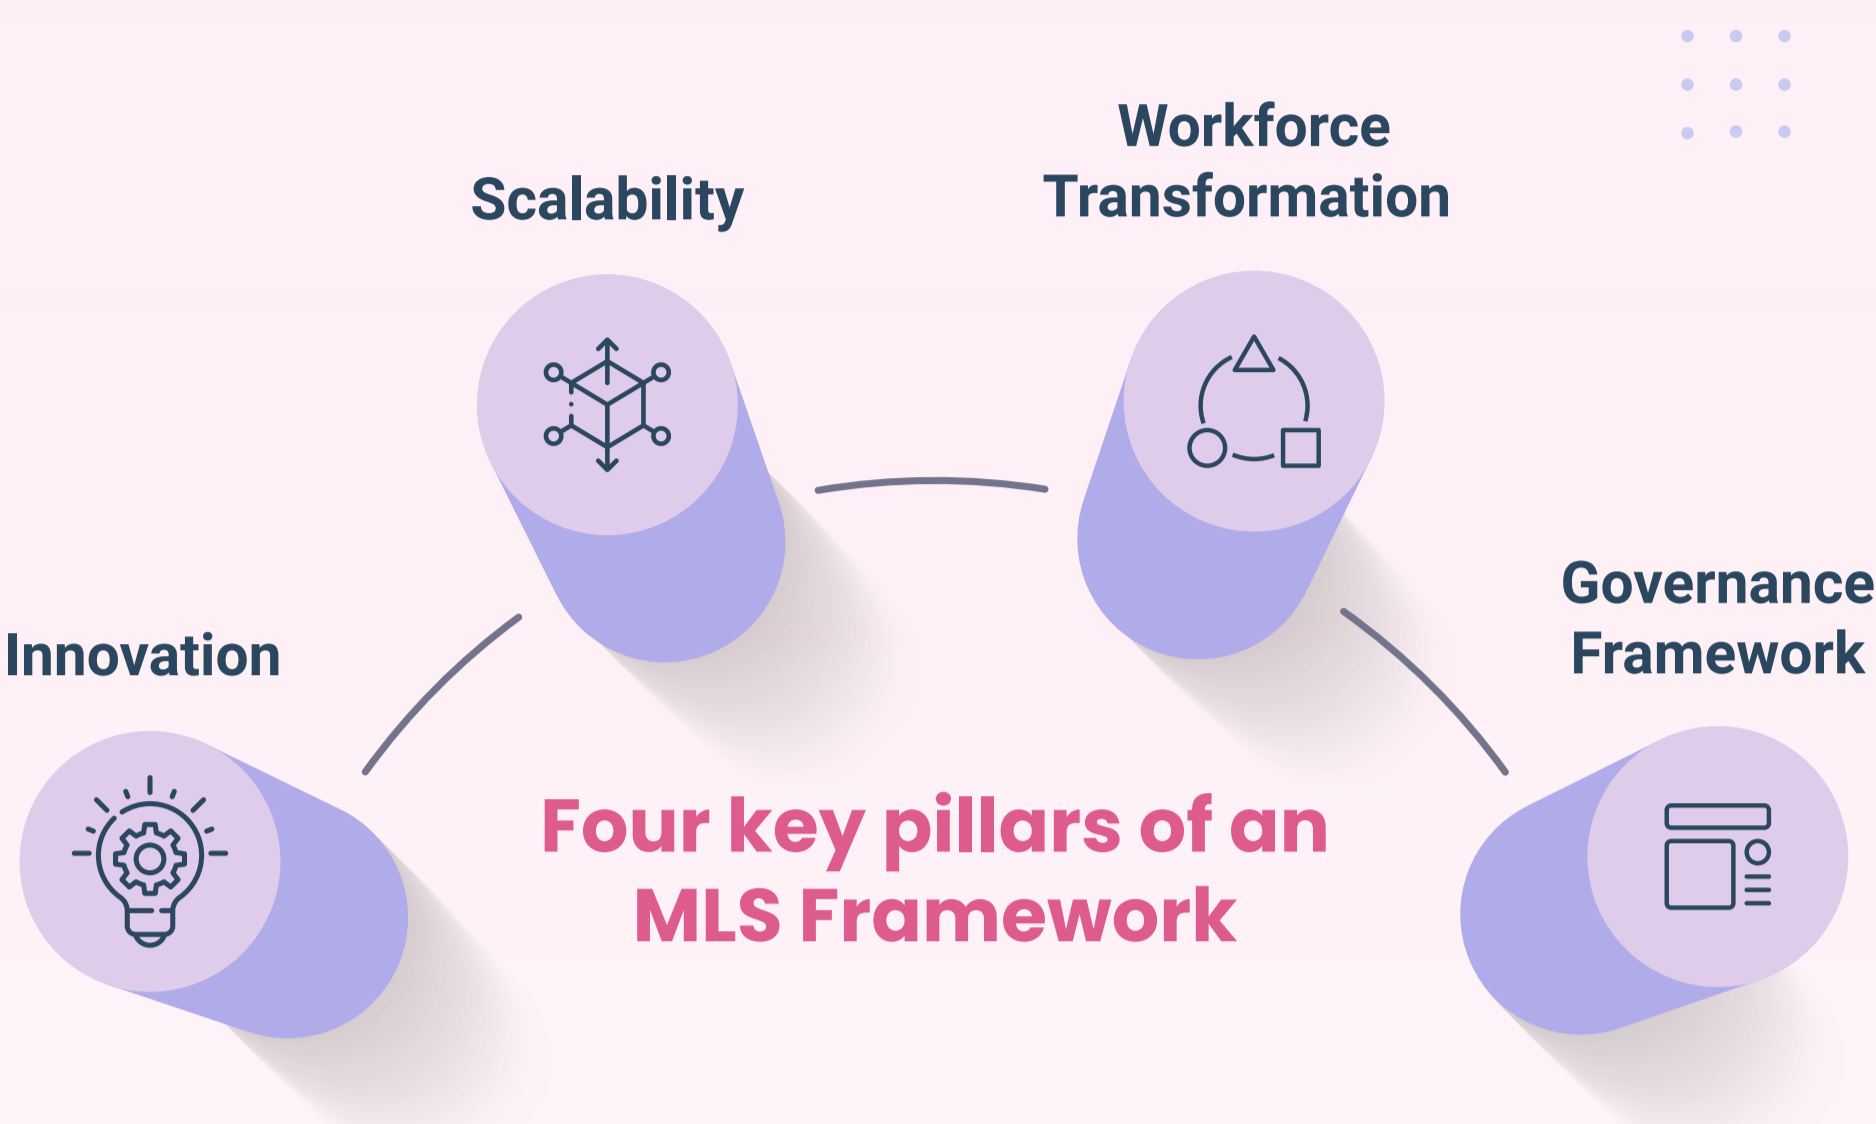 Workforce
Transformation
Scalability
Governance
Framework
Innovation
Four key pillars of an
MLS Framework